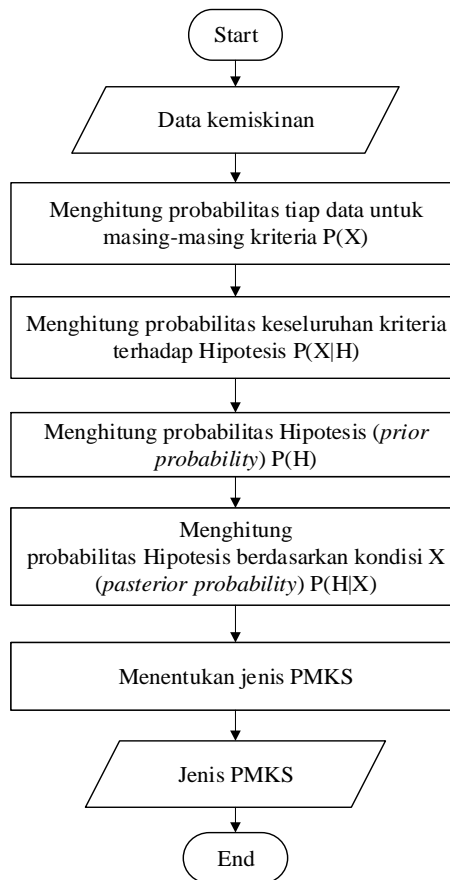 Start
Data kemiskinan
Menghitung probabilitas tiap data untuk
masing-masing kriteria P(X)
Menghitung probabilitas keseluruhan kriteria
terhadap Hipotesis P(X|H)
Menghitung probabilitas Hipotesis (prior
probability) P(H)
Menghitung
probabilitas Hipotesis berdasarkan kondisi X
(pasterior probability) P(H|X)
Menentukan jenis PMKS
Jenis PMKS
End